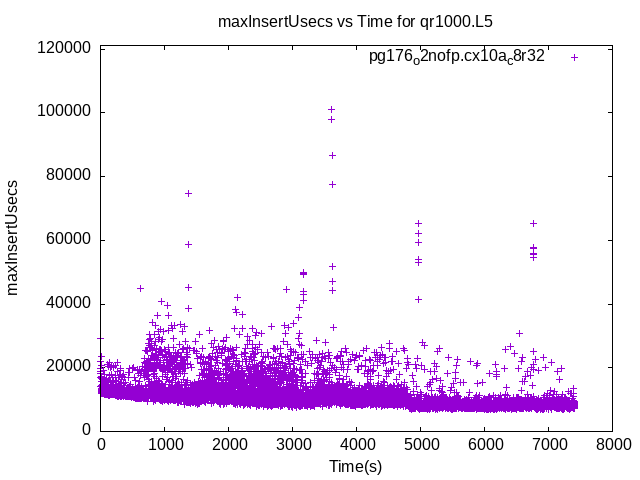 maxInsertUsecs vs Time for qr1000.L5
pg176o2nofp.cx10ac8r32
120000
100000
80000
60000
40000
20000
0
maxInsertUsecs
0 1000 2000 3000 4000 5000 6000 7000 8000
Time(s)